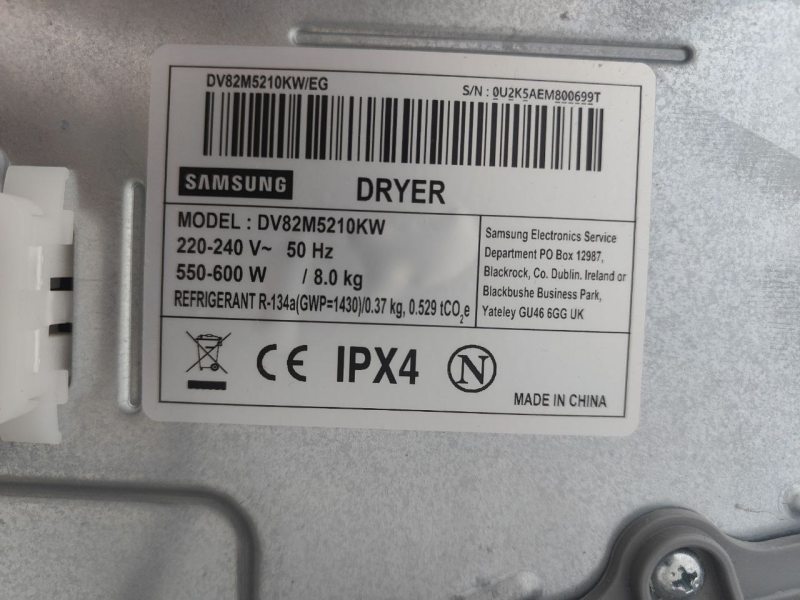 DV82M5210KW/EG
S/N : 0U2K5AEM800699T
SAMSUNG
DRYER
MODEL : DV82M5210KW
220-240 V~ 50 Hz
550-600 W / 8.0 kg
REFRIGERANT R-134a(GWP=1430)/0.37 kg, 0.529 tCO₂e
Samsung Electronics Service
Department PO Box 12987,
Blackrock, Co. Dublin. Ireland or
Blackbushe Business Park,
Yateley GU46 6GG UK
CE IPX4 N
MADE IN CHINA